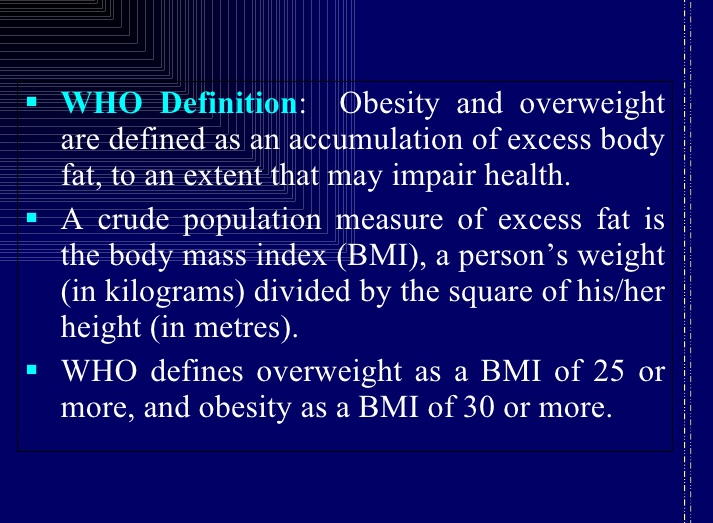 ▪ WHO Definition: Obesity and overweight
are defined as an accumulation of excess body
fat, to an extent that may impair health.
▪ A crude population measure of excess fat is
the body mass index (BMI), a person’s weight
(in kilograms) divided by the square of his/her
height (in metres).
▪ WHO defines overweight as a BMI of 25 or
more, and obesity as a BMI of 30 or more.